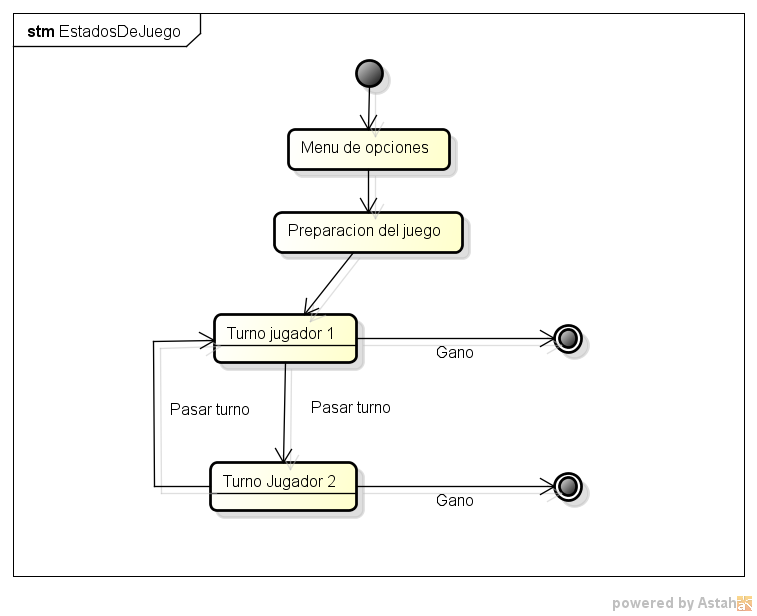 stm EstadosDeJuego
Menu de opciones
Preparacion del juego
Turno jugador 1
Gano
Pasar turno
Pasar turno
Turno Jugador 2
Gano
powered by Astah